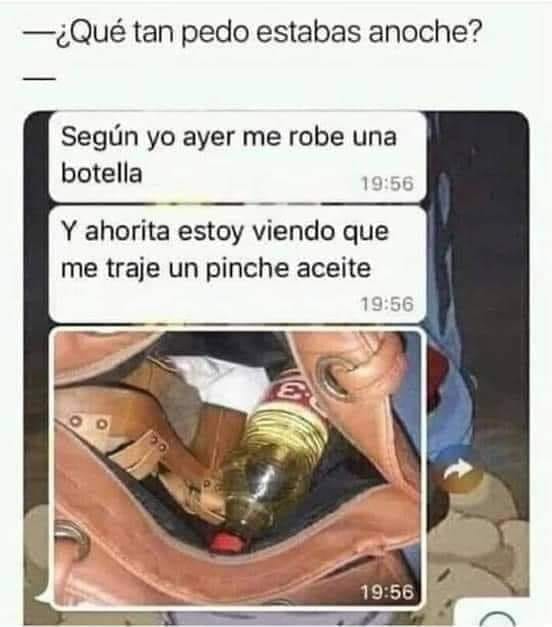 —¿Qué tan pedo estabas anoche?
—
Según yo ayer me robe una
botella
19:56
Y ahorita estoy viendo que
me traje un pinche aceite
19:56
19:56